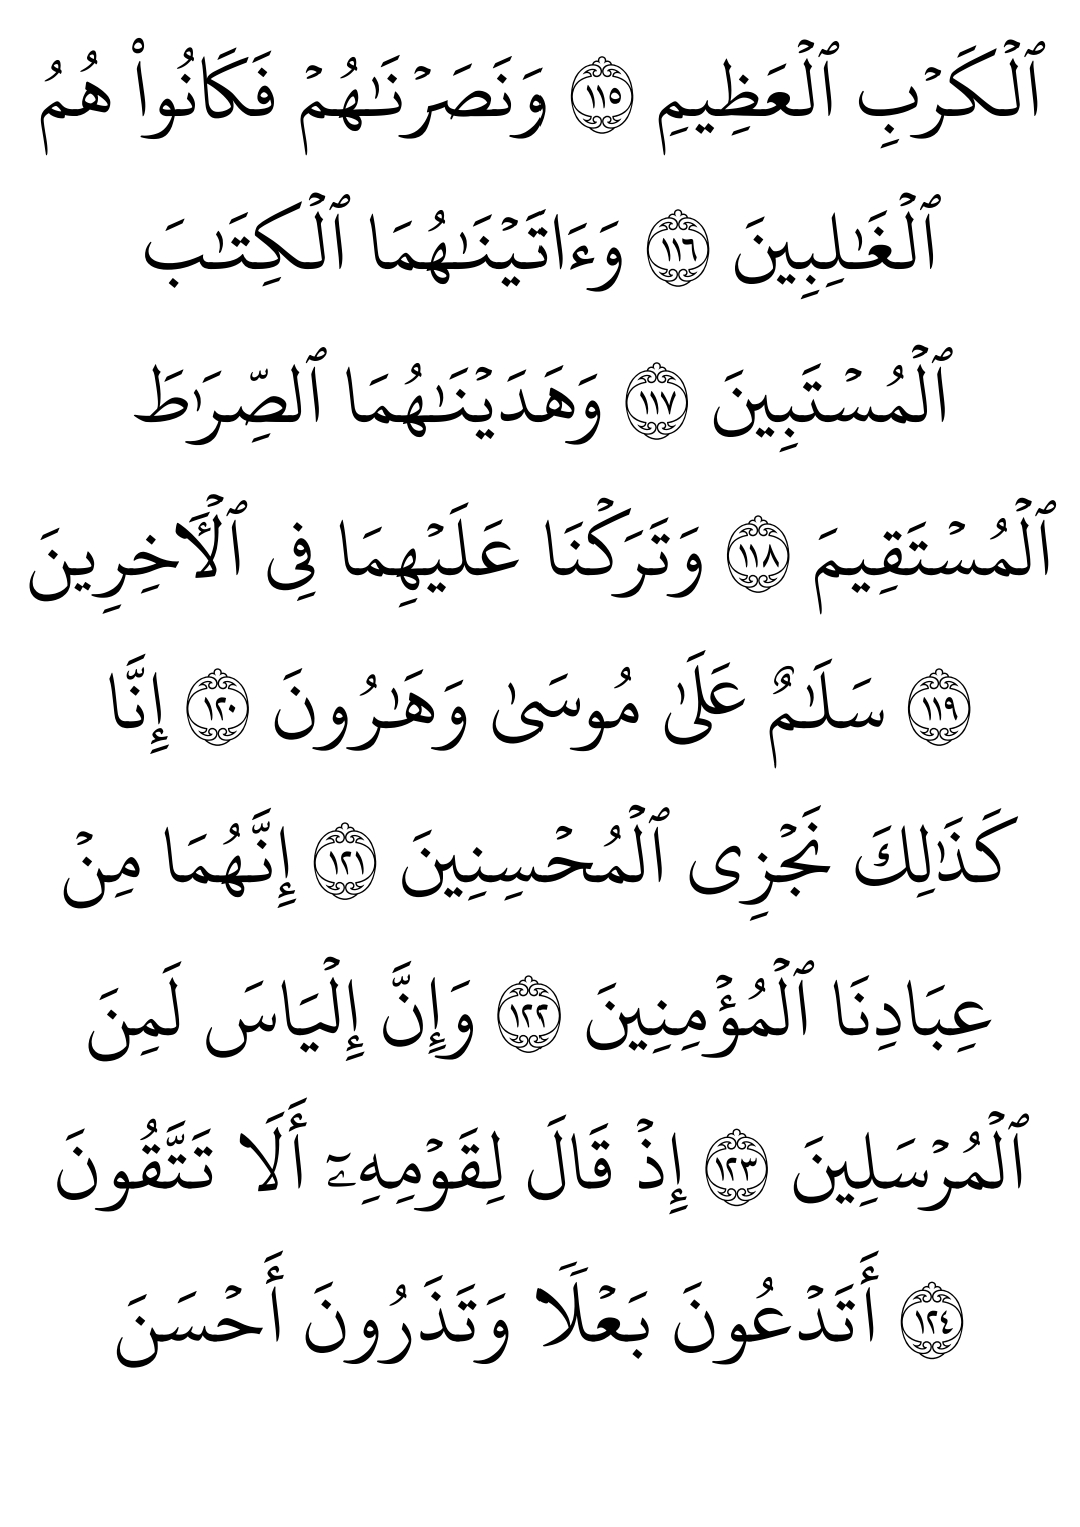 ٱلْكَرْبِ ٱلْعَظِيمِ ١١٥ وَنَصَرْنَـٰهُمْ فَكَانُوا۟ هُمُ
ٱلْغَـٰلِبِينَ ١١٦ وَءَاتَيْنَـٰهُمَا ٱلْكِتَـٰبَ
ٱلْمُسْتَبِينَ ١١٧ وَهَدَيْنَـٰهُمَا ٱلصِّرَٰطَ
ٱلْمُسْتَقِيمَ ١١٨ وَتَرَكْنَا عَلَيْهِمَا فِى ٱلْـَٔاخِرِينَ
١١٩ سَلَـٰمٌ عَلَىٰ مُوسَىٰ وَهَـٰرُونَ ١٢٠ إِنَّا
كَذَٰلِكَ نَجْزِى ٱلْمُحْسِنِينَ ١٢١ إِنَّهُمَا مِنْ
عِبَادِنَا ٱلْمُؤْمِنِينَ ١٢٢ وَإِنَّ إِلْيَاسَ لَمِنَ
ٱلْمُرْسَلِينَ ١٢٣ إِذْ قَالَ لِقَوْمِهِۦٓ أَلَا تَتَّقُونَ
١٢٤ أَتَدْعُونَ بَعْلًا وَتَذَرُونَ أَحْسَنَ